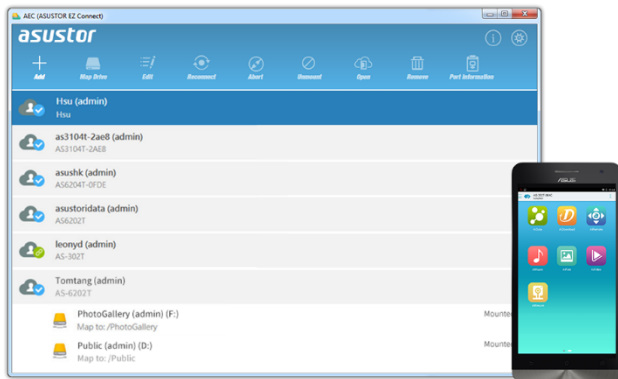 AEC (ASUSTOR EZ Connect)
asustor
Add Map Drive Edit Reconnect Abort Unmount Open Remove Port Information
Hsu (admin)
Hsu
as3104t-2ae8 (admin)
AS3104T-2AE8
asushk (admin)
AS6204T-0FDE
asustoridata (admin)
AS6202T
leonyd (admin)
AS-302T
Tomtang (admin)
AS-6202T
PhotoGallery (admin) (F:)
Map to: /PhotoGallery
Mounte
Public (admin) (D:)
Map to: /Public
Mounte
ASUS